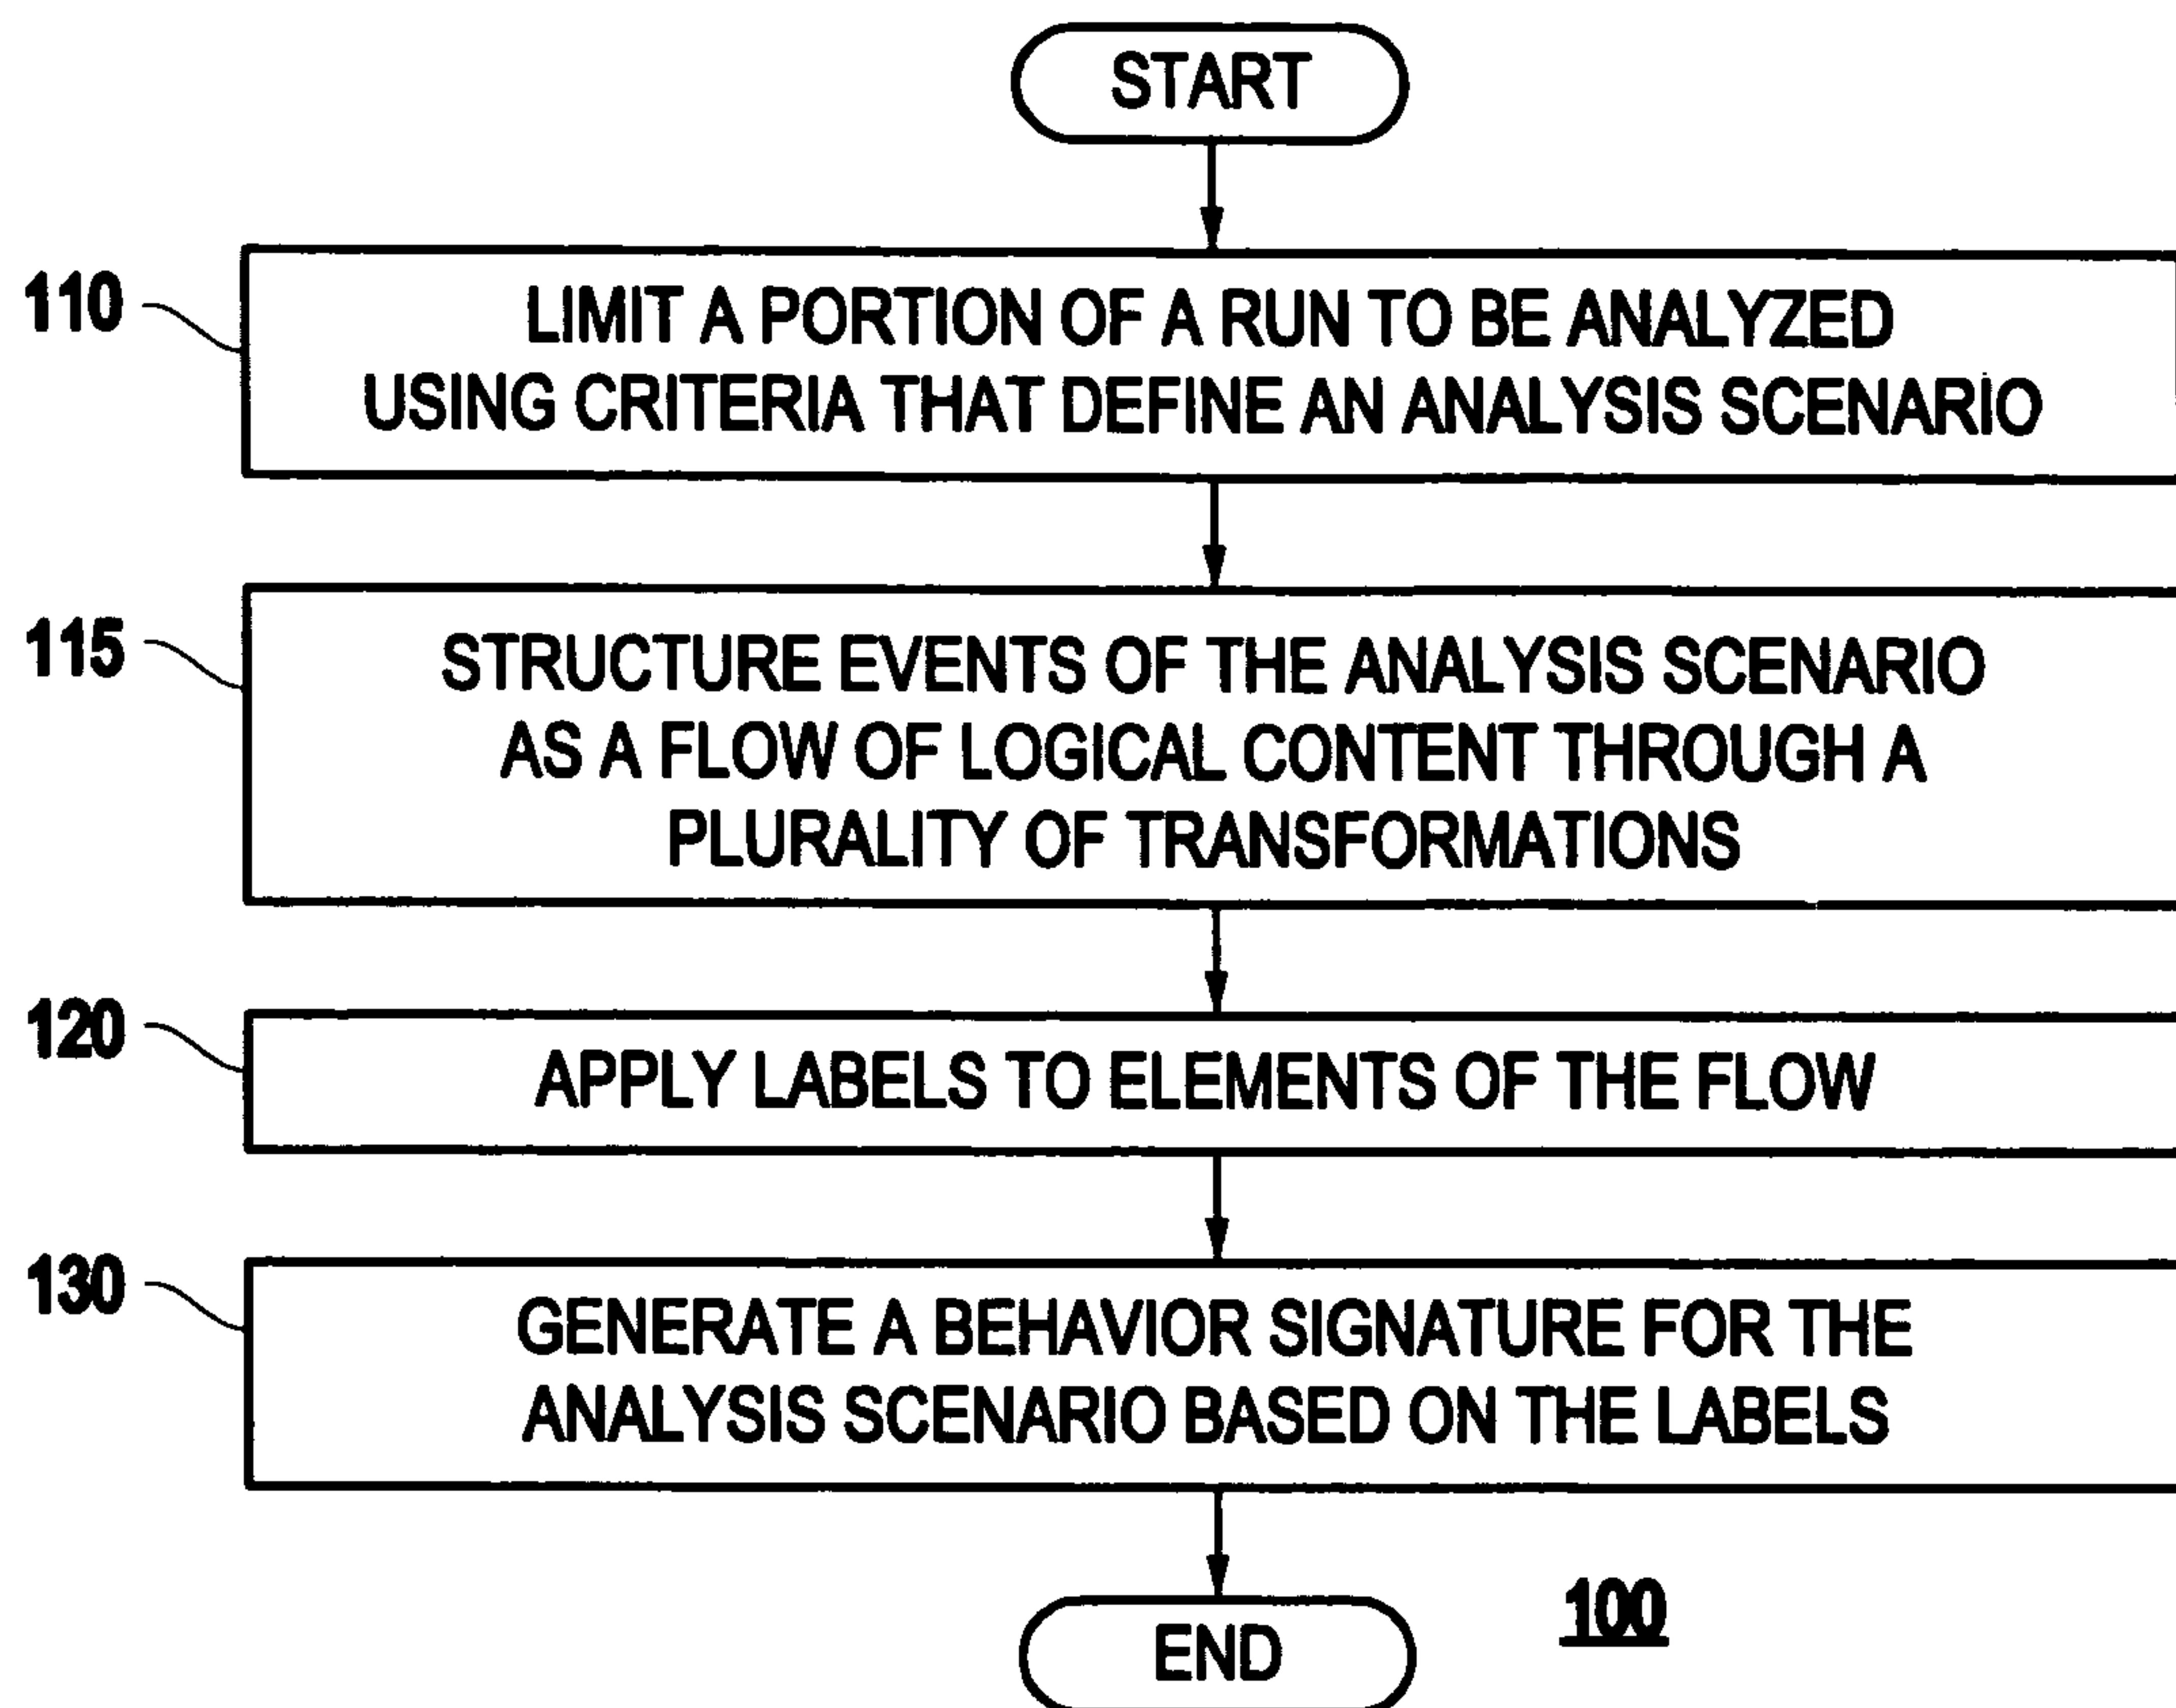 START
110
LIMIT A PORTION OF A RUN TO BE ANALYZED
USING CRITERIA THAT DEFINE AN ANALYSIS SCENARIO
115
STRUCTURE EVENTS OF THE ANALYSIS SCENARIO
AS A FLOW OF LOGICAL CONTENT THROUGH A
PLURALITY OF TRANSFORMATIONS
120
APPLY LABELS TO ELEMENTS OF THE FLOW
130
GENERATE A BEHAVIOR SIGNATURE FOR THE
ANALYSIS SCENARIO BASED ON THE LABELS
END
100